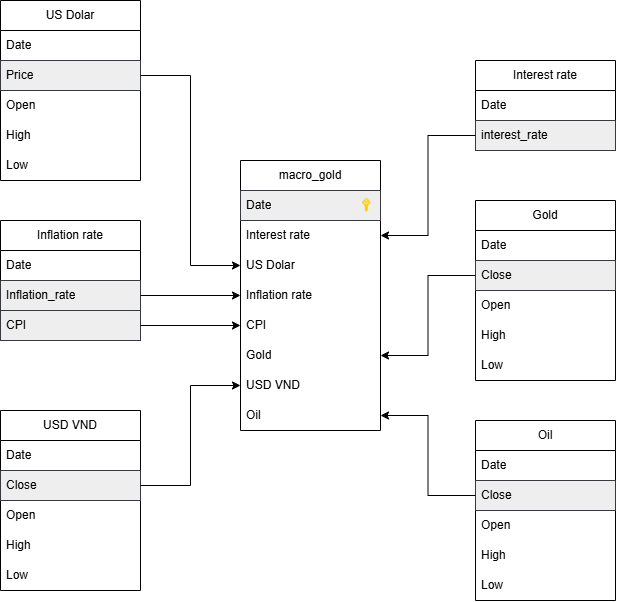 US Dolar
Date
Price
Open
High
Low
Inflation rate
Date
Inflation_rate
CPI
USD VND
Date
Close
Open
High
Low
macro_gold
Date
Interest rate
US Dolar
Inflation rate
CPI
Gold
USD VND
Oil
Interest rate
Date
interest_rate
Gold
Date
Close
Open
High
Low
Oil
Date
Close
Open
High
Low